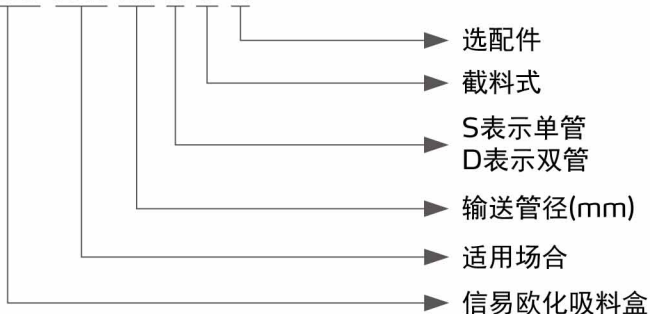 选配件
截料式
S表示单管
D表示双管
输送管径(mm)
适用场合
信易欧化吸料盒